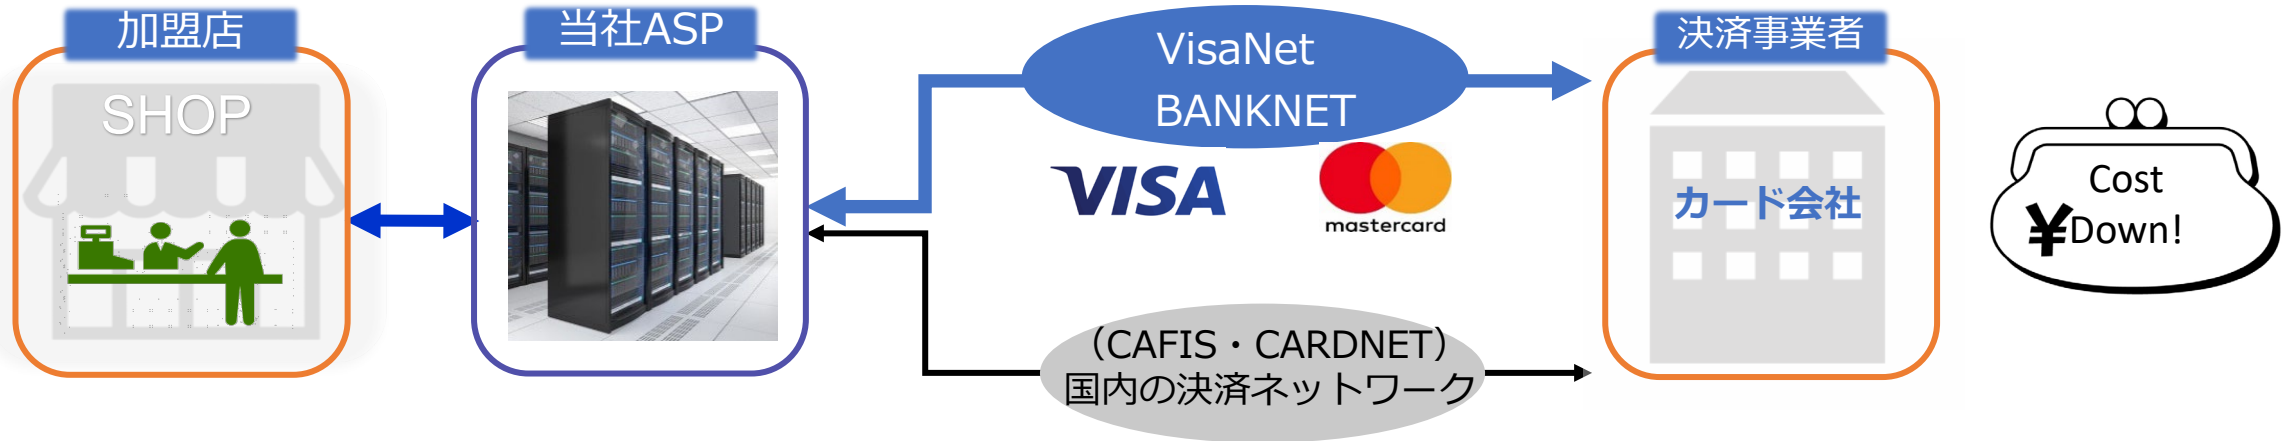 加盟店
SHOP
当社ASP
VisaNet
BANKNET
VISA
mastercard
（CAFIS・CARDNET）
国内の決済ネットワーク
決済事業者
カード会社
Cost
¥Down!